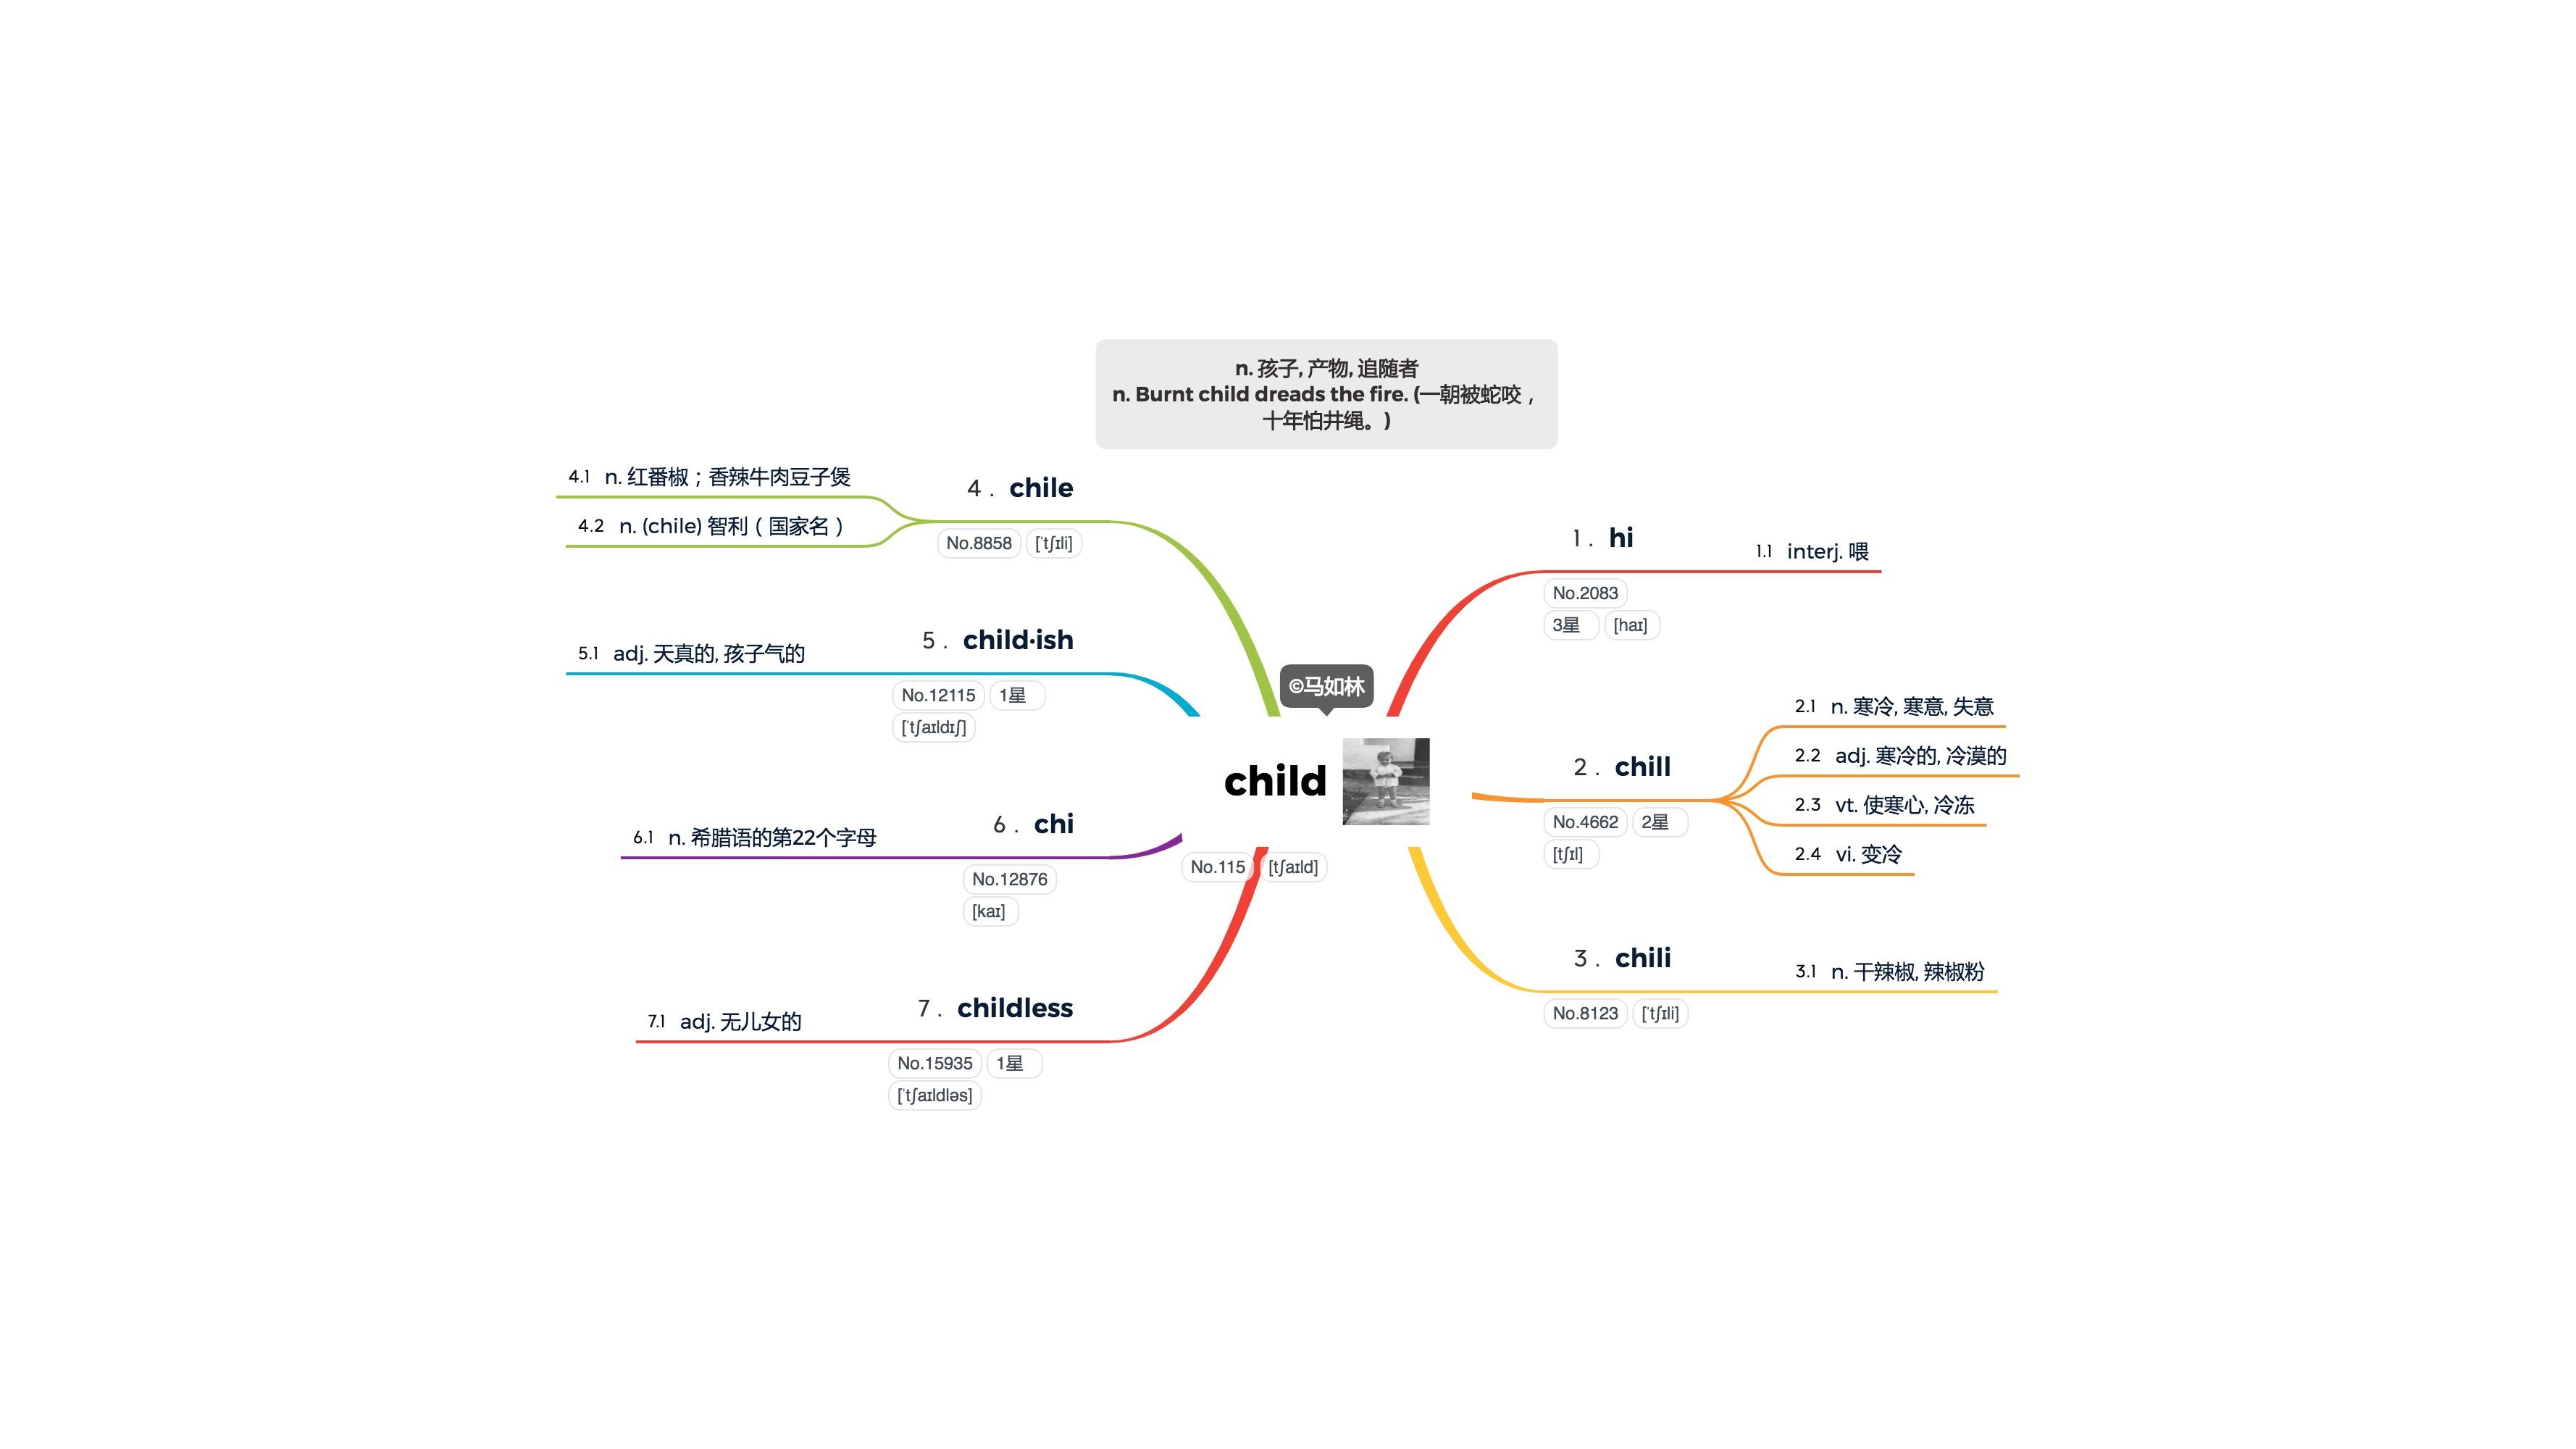 n. 孩子, 产物, 追随者
n. Burnt child dreads the fire. (一朝被蛇咬，
十年怕井绳。)
©马如林
child
No.115 [tʃaɪld]
1. hi
No.2083
3星 [haɪ]
1.1 interj. 喂
2. chill
No.4662 2星
[tʃɪl]
2.1 n. 寒冷, 寒意, 失意
2.2 adj. 寒冷的, 冷漠的
2.3 vt. 使寒心, 冷冻
2.4 vi. 变冷
3. chili
No.8123 [ˈtʃɪli]
3.1 n. 干辣椒, 辣椒粉
4. chile
No.8858 [ˈtʃɪli]
4.1 n. 红番椒；香辣牛肉豆子煲
4.2 n. (chile) 智利（国家名）
5. child·ish
No.12115 1星
[ˈtʃaɪldɪʃ]
5.1 adj. 天真的, 孩子气的
6. chi
No.12876
[kaɪ]
6.1 n. 希腊语的第22个字母
7. childless
No.15935 1星
[ˈtʃaɪldləs]
7.1 adj. 无儿女的